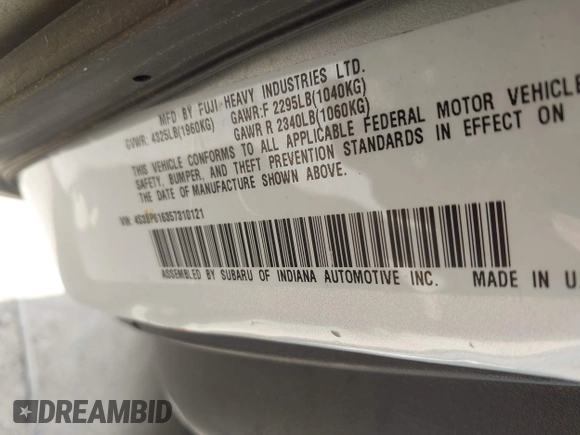 MFD BY FUJI HEAVY INDUSTRIES LTD.
GVWR: 4325LB(1960KG) GAWR:F 2295LB(1040KG)
GAWR R 2340LB(1060KG)
THIS VEHICLE CONFORMS TO ALL APPLICABLE FEDERAL MOTOR VEHICLE
SAFETY, BUMPER, AND THEFT PREVENTION STANDARDS IN EFFECT ON
THE DATE OF MANUFACTURE SHOWN ABOVE.
VIN:
ASSEMBLED BY SUBARU OF INDIANA AUTOMOTIVE INC. MADE IN U
DREAMBID